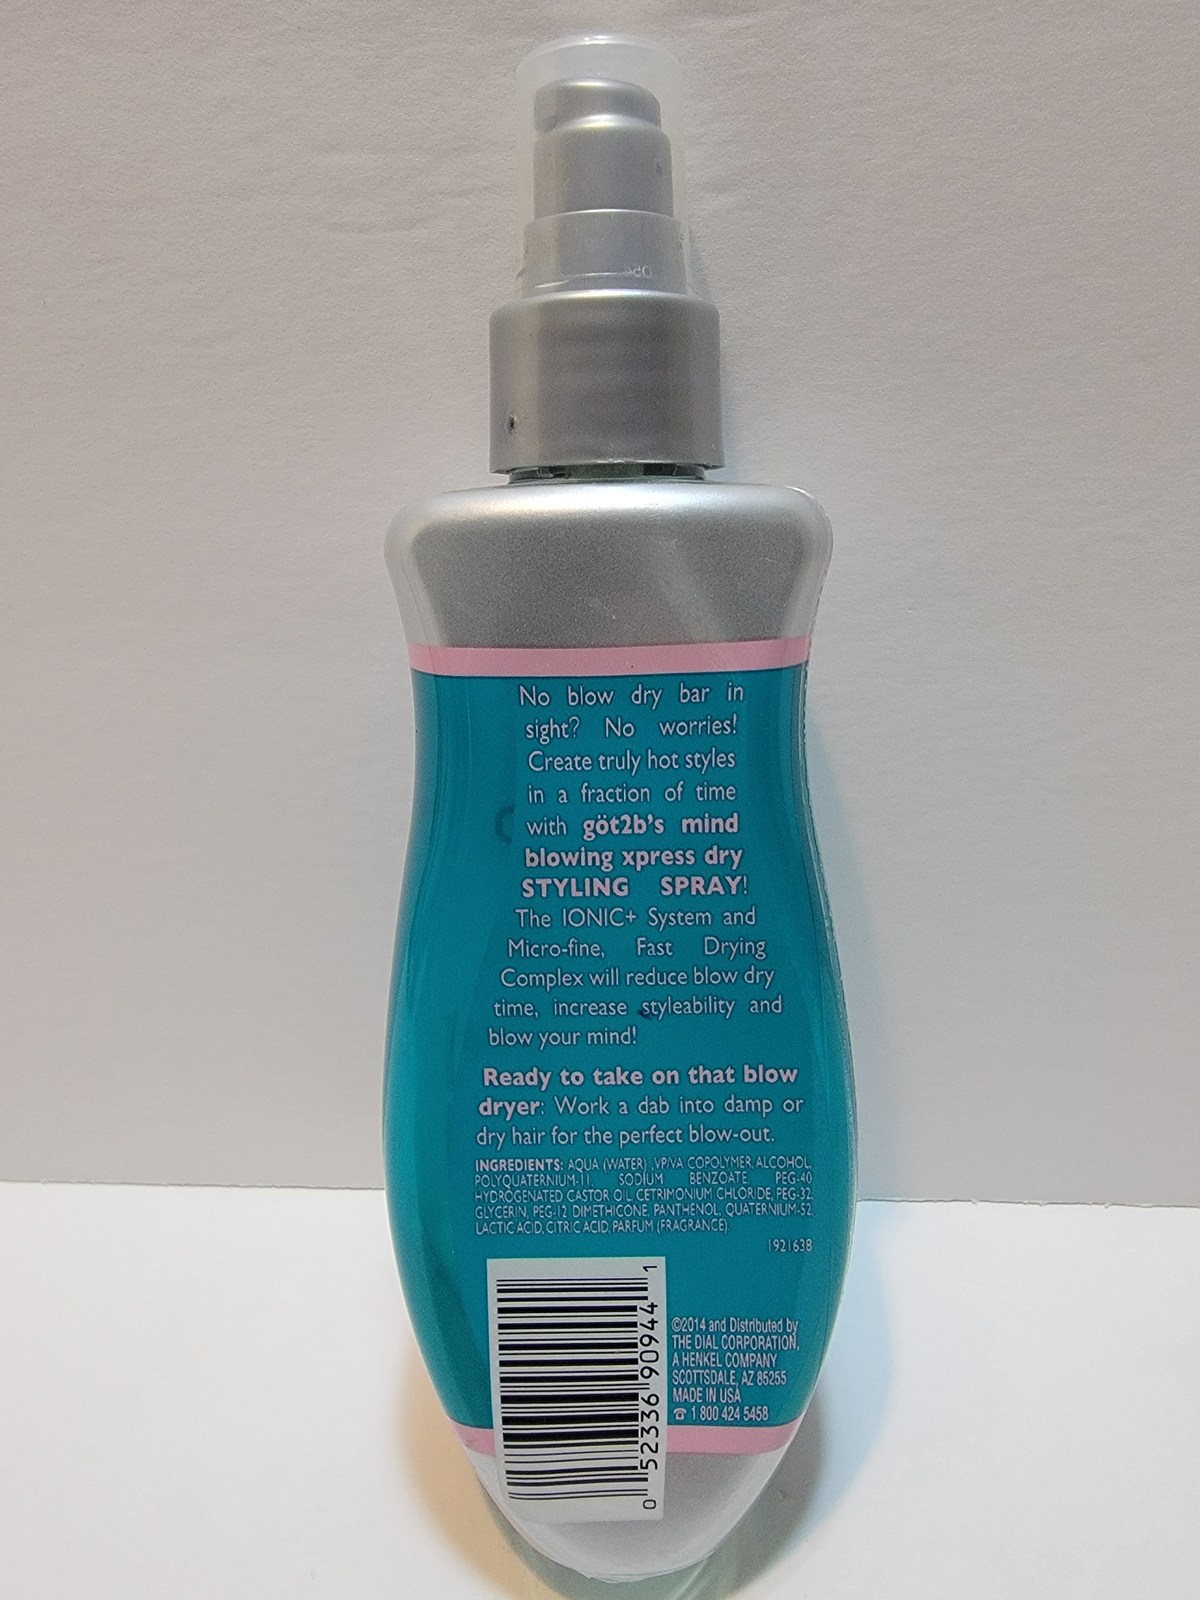 No blow dry bar in
sight? No worries!
Create truly hot styles
in a fraction of time
with göt2b's mind
blowing xpress dry
STYLING SPRAY!
The IONIC+ System and
Micro-fine, Fast Drying
Complex will reduce blow dry
time, increase styleability and
blow your mind!
Ready to take on that blow
dryer: Work a dab into damp or
dry hair for the perfect blow-out.
INGREDIENTS: AQUA (WATER) ,VP/VA COPOLYMER, ALCOHOL,
POLYQUATERNIUM-11, SODIUM BENZOATE, PEG-40
HYDROGENATED CASTOR OIL, CETRIMONIUM CHLORIDE, PEG-32,
GLYCERIN, PEG-12 DIMETHICONE, PANTHENOL, QUATERNIUM-52,
LACTIC ACID, CITRIC ACID, PARFUM (FRAGRANCE).
1921638
©2014 and Distributed by
THE DIAL CORPORATION,
A HENKEL COMPANY
SCOTTSDALE, AZ 85255
MADE IN USA
☎ 1 800 424 5458
0 52336 90944 1